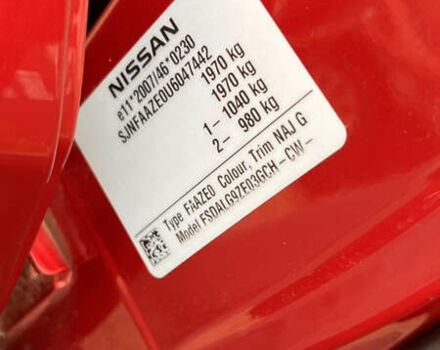 NISSAN
e11*2007/46*0230
SJNFAAZE0U6047442
1970 kg
1970 kg
1– 1040 kg
2– 980 kg
Type FAAZE0 Colour, Trim NAJ G
Model FSDALG9ZE03GCH -CW-